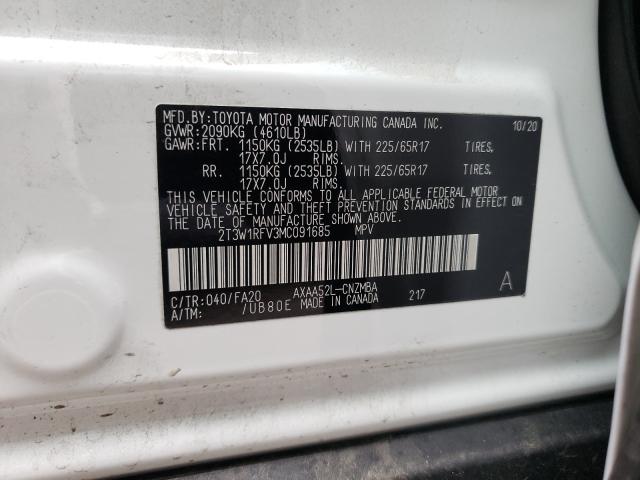 MFD.BY:TOYOTA MOTOR MANUFACTURING CANADA INC. 10/20
GVWR:2090KG (4610LB)
GAWR:FRT. 1150KG (2535LB) WITH 225/65R17 TIRES.
17X7.0J RIMS.
RR. 1150KG (2535LB) WITH 225/65R17 TIRES.
17X7.0J RIMS.
THIS VEHICLE CONFORMS TO ALL APPLICABLE FEDERAL MOTOR
VEHICLE SAFETY AND THEFT PREVENTION STANDARDS IN EFFECT ON
THE DATE OF MANUFACTURE SHOWN ABOVE.
2T3W1RFV3MC091685 MPV
C/TR:040/FA20 AXAA52L-CNZMBA 217 A
A/TM: /UB80E MADE IN CANADA